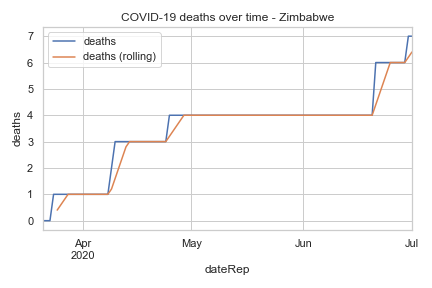 COVID-19 deaths over time - Zimbabwe
deaths
deaths (rolling)
7
6
5
4
3
2
1
0
deaths
Apr
2020
May
Jun
Jul
dateRep